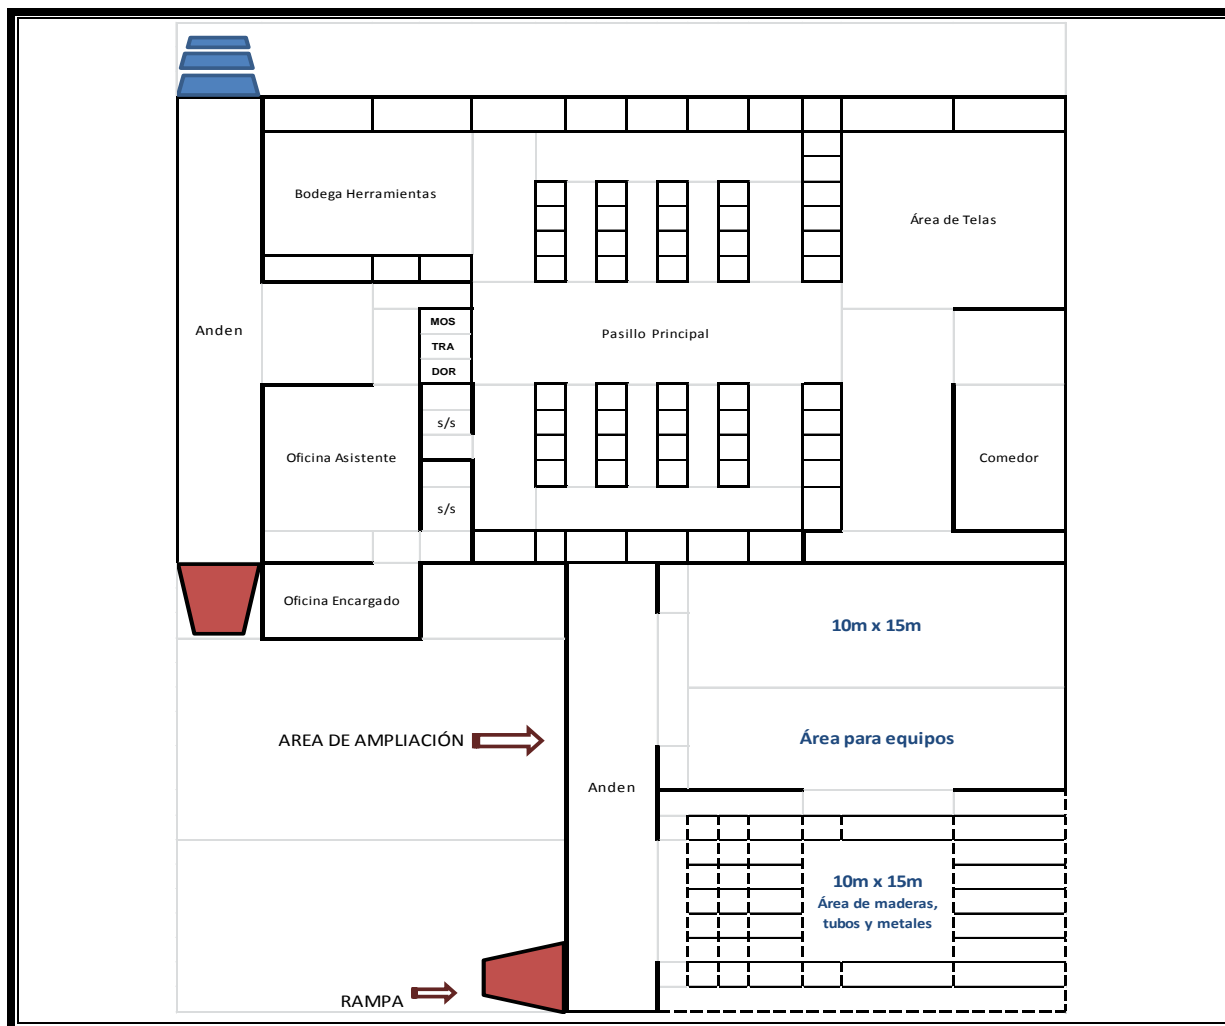 Bodega Herramientas
Área de Telas
Anden
MOS
TRA
DOR
Pasillo Principal
s/s
Oficina Asistente
Comedor
s/s
Oficina Encargado
10m x 15m
AREA DE AMPLIACIÓN
Área para equipos
Anden
10m x 15m
Área de maderas,
tubos y metales
RAMPA